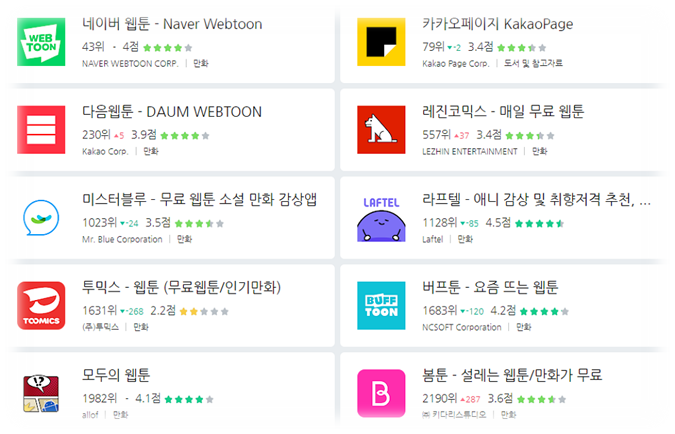 WEB
TOON
네이버 웹툰 - Naver Webtoon
43위 - 4점
NAVER WEBTOON CORP. | 만화
카카오페이지 KakaoPage
79위 ▼-2 3.4점
Kakao Page Corp. | 도서 및 참고자료
다음웹툰 - DAUM WEBTOON
230위 ▲5 3.9점
Kakao Corp. | 만화
레진코믹스 - 매일 무료 웹툰
557위 ▲37 3.4점
LEZHIN ENTERTAINMENT | 만화
미스터블루 - 무료 웹툰 소설 만화 감상앱
1023위 ▼-24 3.5점
Mr. Blue Corporation | 만화
LAFTEL
라프텔 - 애니 감상 및 취향저격 추천, ...
1128위 ▼-85 4.5점
Laftel | 만화
TOOMICS
투믹스 - 웹툰 (무료웹툰/인기만화)
1631위 ▼-268 2.2점
(주)투믹스 | 만화
BUFF
TOON
버프툰 - 요즘 뜨는 웹툰
1683위 ▼-120 4.2점
NCSOFT Corporation | 만화
!?
모두의 웹툰
1982위 - 4.1점
allof | 만화
B
봄툰 - 설레는 웹툰/만화가 무료
2190위 ▲287 3.6점
㈜ 키다리스튜디오 | 만화